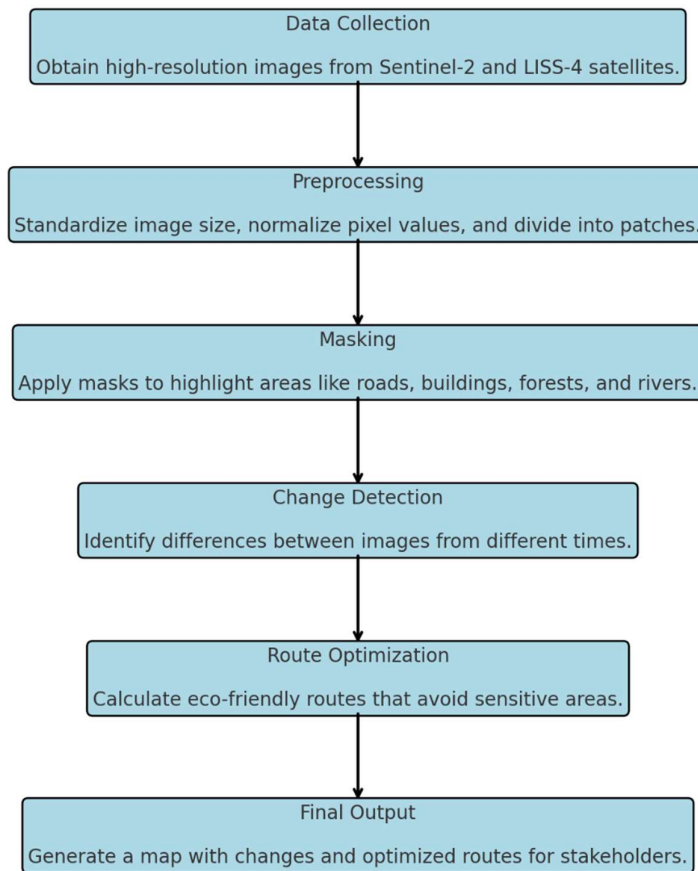 Data Collection
Obtain high-resolution images from Sentinel-2 and LISS-4 satellites.
Preprocessing
Standardize image size, normalize pixel values, and divide into patches.
Masking
Apply masks to highlight areas like roads, buildings, forests, and rivers.
Change Detection
Identify differences between images from different times.
Route Optimization
Calculate eco-friendly routes that avoid sensitive areas.
Final Output
Generate a map with changes and optimized routes for stakeholders.